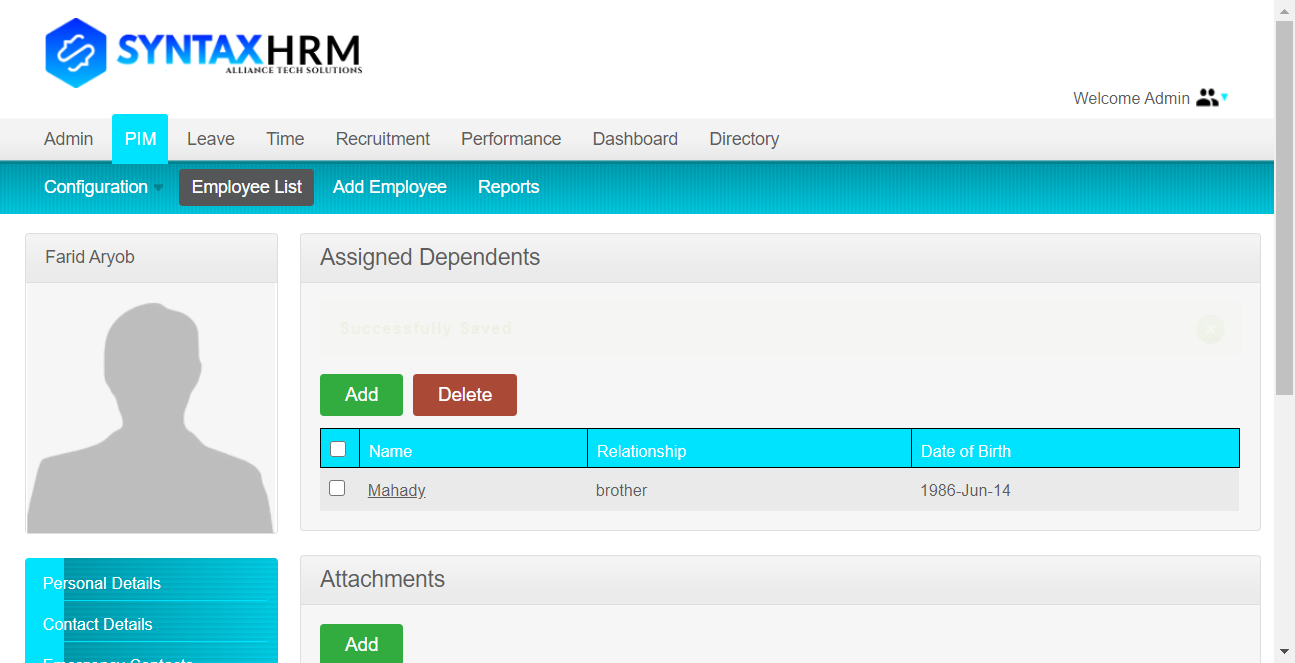 SYNTAXHRM
ALLIANCE TECH SOLUTIONS
Welcome Admin
Admin PIM Leave Time Recruitment Performance Dashboard Directory
Configuration Employee List Add Employee Reports
Farid Aryob
Assigned Dependents
Successfully Saved
Add Delete
Name Relationship Date of Birth
Mahady brother 1986-Jun-14
Personal Details
Contact Details
Emergency Contacts
Attachments
Add